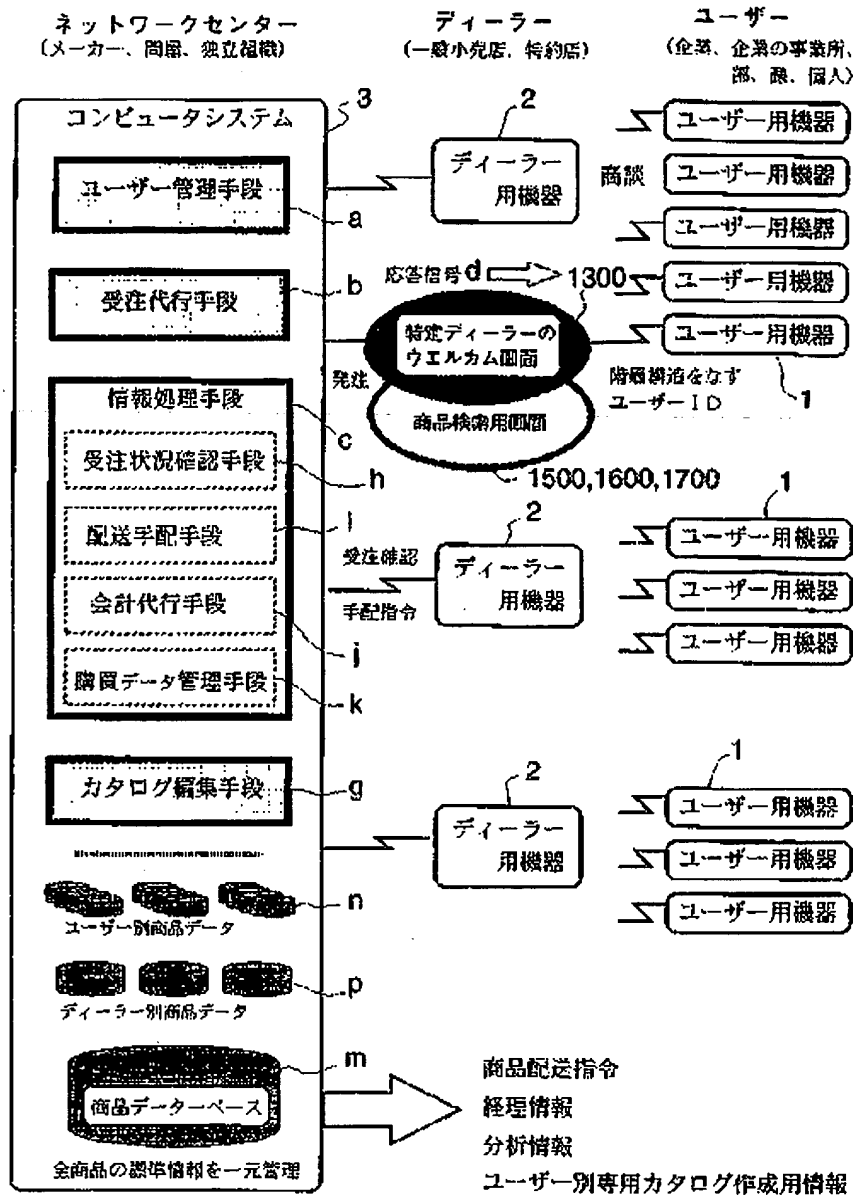 ネットワークセンター
(メーカー、問屋、独立組織)
ディーラー
(一般小売店、特約店)
ユーザー
(企業、企業の事業所、
部、課、個人)
コンピュータシステム
3
ユーザー管理手段
a
受注代行手段
b
情報処理手段
c
受注状況確認手段
h
配送手配手段
i
会計代行手段
j
購買データ管理手段
k
カタログ編集手段
g
n
ユーザー別商品データ
p
ディーラー別商品データ
m
商品データーベース
全商品の標準情報を一元管理
2
ディーラー
用機器
応答信号d
1300
特定ディーラーの
ウエルカム画面
発注
商品検索用画面
1500,1600,1700
階層構造をなす
ユーザーID
商談
ユーザー用機器
ユーザー用機器
ユーザー用機器
ユーザー用機器
ユーザー用機器
1
受注確認
手配指令
2
ディーラー
用機器
1
ユーザー用機器
ユーザー用機器
ユーザー用機器
2
ディーラー
用機器
1
ユーザー用機器
ユーザー用機器
ユーザー用機器
商品配送指令
経理情報
分析情報
ユーザー別専用カタログ作成用情報